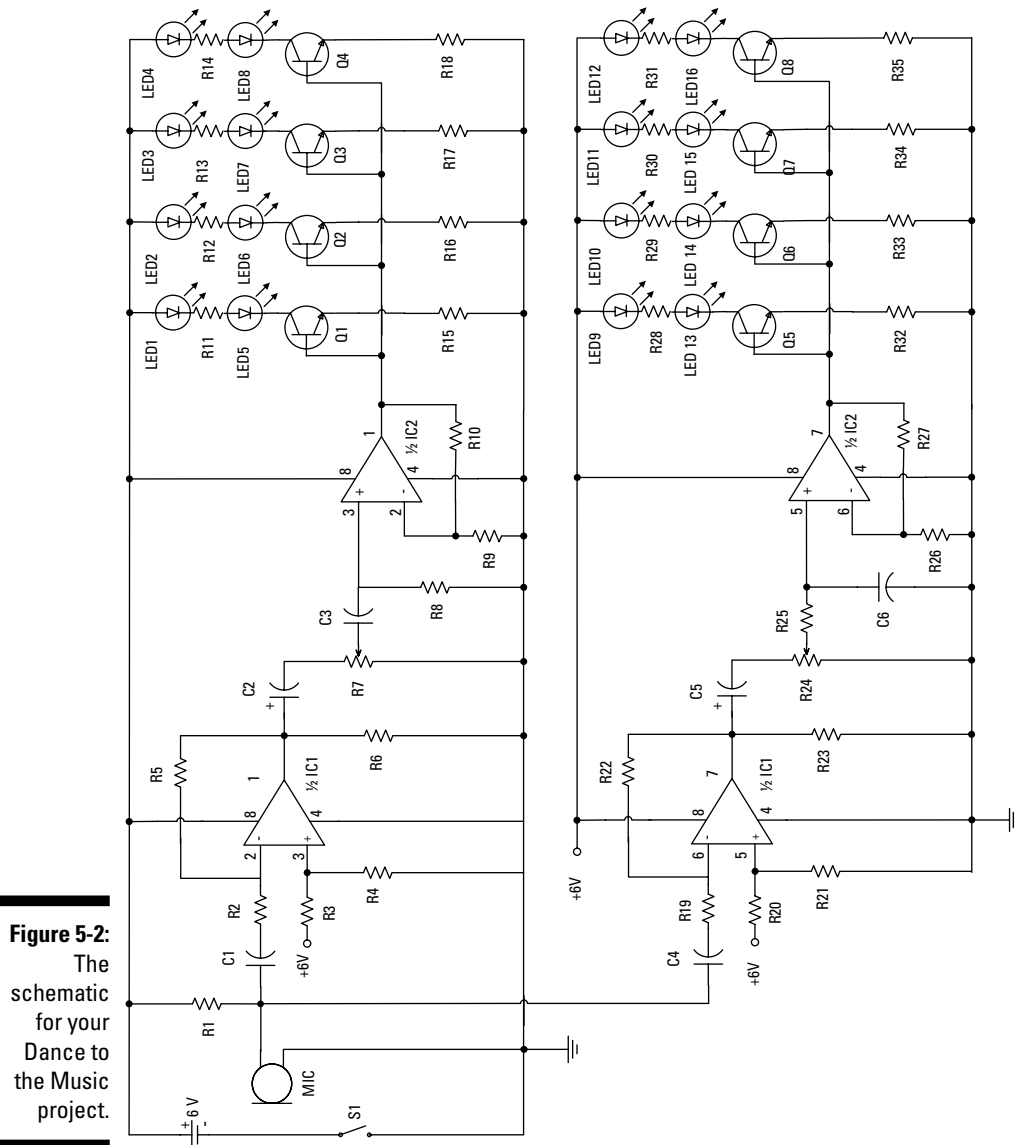 LED4
R14
LED8
Q4
R18
LED3
R13
LED7
Q3
R17
LED2
R12
LED6
Q2
R16
LED1
R11
LED5
Q1
R15
1
½ IC2
8
+
4
3
-
2
R10
R9
C3
R8
R7
C2
+
R5
1
½ IC1
8
-
4
2
+
3
R6
R2
R3
R4
+6V
C1
R1
MIC
+ 6 V
-
S1
LED12
R31
LED16
Q8
R35
LED11
R30
LED 15
Q7
R34
LED10
R29
LED 14
Q6
R33
LED9
R28
LED 13
Q5
R32
7
½ IC2
8
+
4
5
-
6
R27
R26
R25
C6
R24
C5
+
R22
7
½ IC1
8
-
4
6
+
5
R23
+6V
R19
R20
R21
+6V
C4
Figure 5-2:
The
schematic
for your
Dance to
the Music
project.